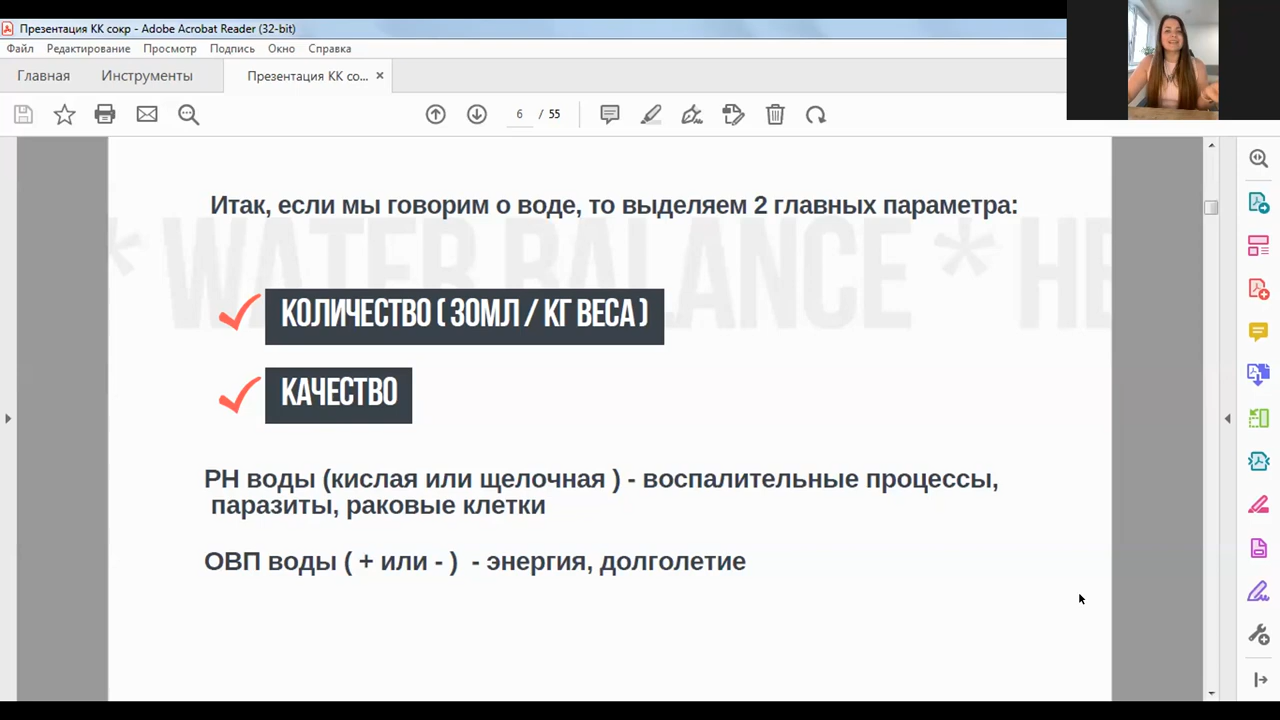 Презентация КК сокр - Adobe Acrobat Reader (32-bit)
Файл Редактирование Просмотр Подпись Окно Справка
Главная Инструменты Презентация КК со... ×
6 / 55
Итак, если мы говорим о воде, то выделяем 2 главных параметра:
* WATER BALANCE * HE
КОЛИЧЕСТВО ( 30МЛ / КГ ВЕСА )
КАЧЕСТВО
РН воды (кислая или щелочная ) - воспалительные процессы,
паразиты, раковые клетки
ОВП воды ( + или - ) - энергия, долголетие